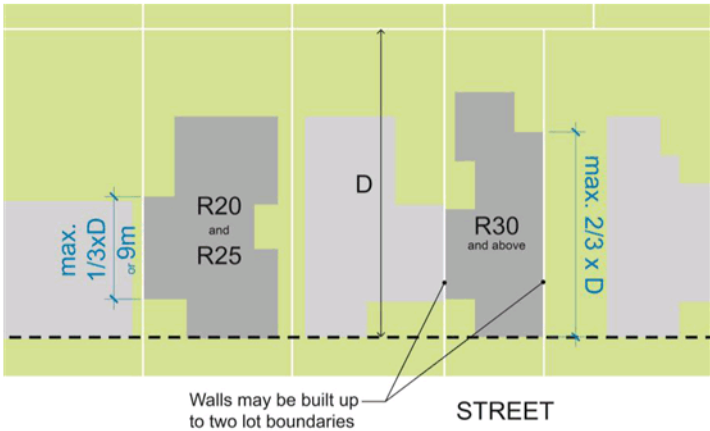 max.
1/3xD
or 9m
R20
and
R25
D
R30
and above
max. 2/3 x D
Walls may be built up
to two lot boundaries
STREET